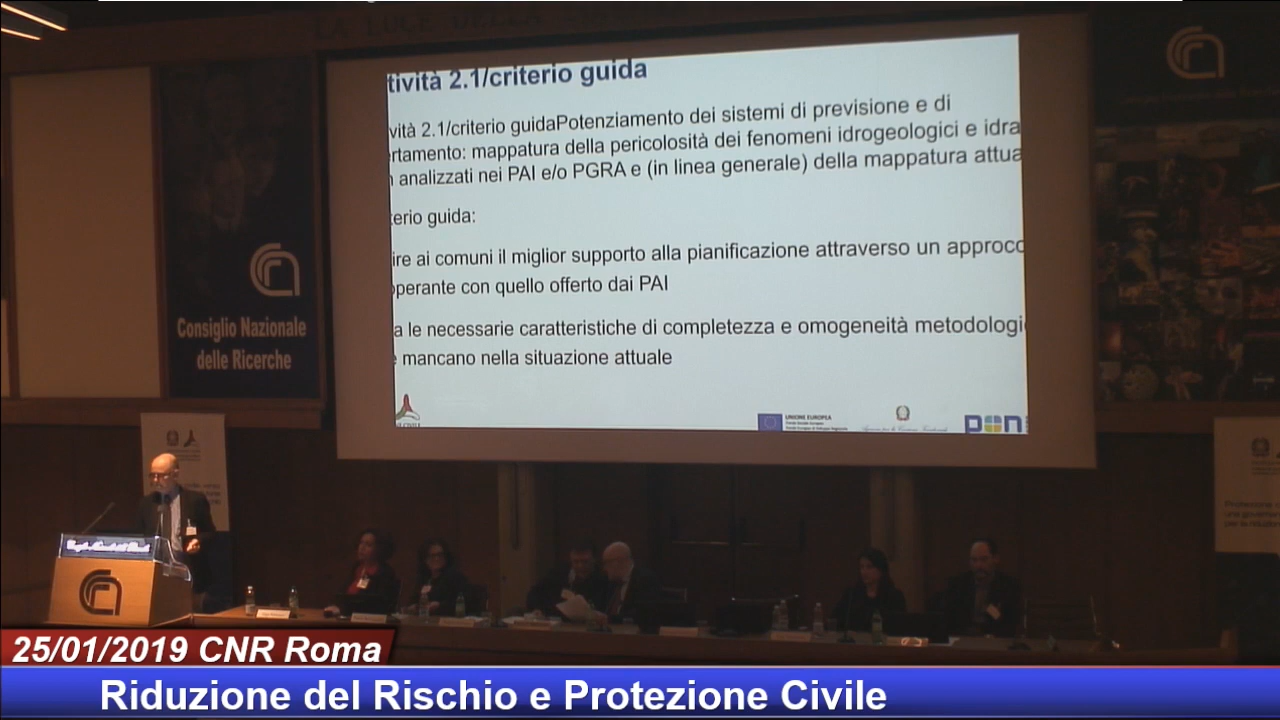 tività 2.1/criterio guida
vità 2.1/criterio guidaPotenziamento dei sistemi di previsione e di
rtamento: mappatura della pericolosità dei fenomeni idrogeologici e idra
analizzati nei PAI e/o PGRA e (in linea generale) della mappatura attua
erio guida:
ire ai comuni il miglior supporto alla pianificazione attraverso un approcc
operante con quello offerto dai PAI
a le necessarie caratteristiche di completezza e omogeneità metodologi
mancano nella situazione attuale
UNIONE EUROPEA
PON
Consiglio Nazionale
delle Ricerche
25/01/2019 CNR Roma
Riduzione del Rischio e Protezione Civile